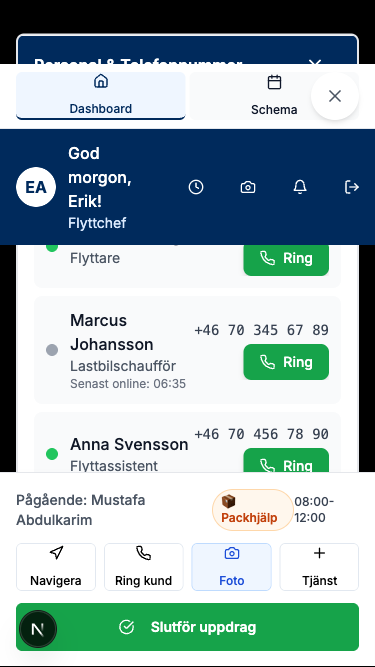 Personal & Telefonnummer
Dashboard
Schema
EA
God
morgon,
Erik!
Flyttchef
Flyttare
Ring
Marcus
Johansson
+46 70 345 67 89
Lastbilschaufför
Ring
Senast online: 06:35
Anna Svensson
+46 70 456 78 90
Flyttassistent
Ring
Pågående: Mustafa
Abdulkarim
📦
Packhjälp
08:00-
12:00
Navigera
Ring kund
Foto
Tjänst
N
Slutför uppdrag